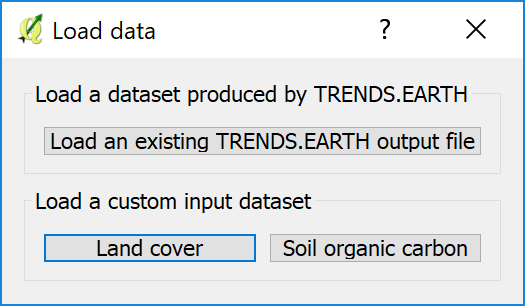 Load data
Load a dataset produced by TRENDS.EARTH
Load an existing TRENDS.EARTH output file
Load a custom input dataset
Land cover
Soil organic carbon